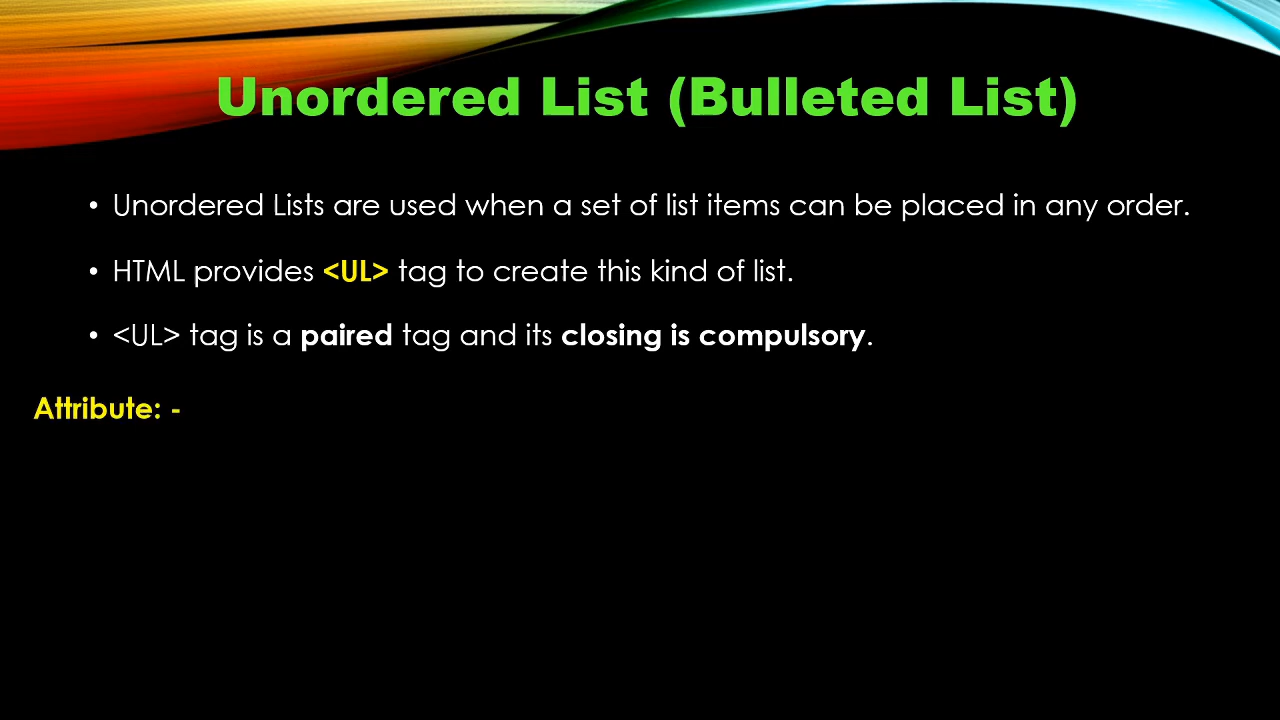 Unordered List (Bulleted List)
• Unordered Lists are used when a set of list items can be placed in any order.
• HTML provides <UL> tag to create this kind of list.
• <UL> tag is a paired tag and its closing is compulsory.
Attribute: -